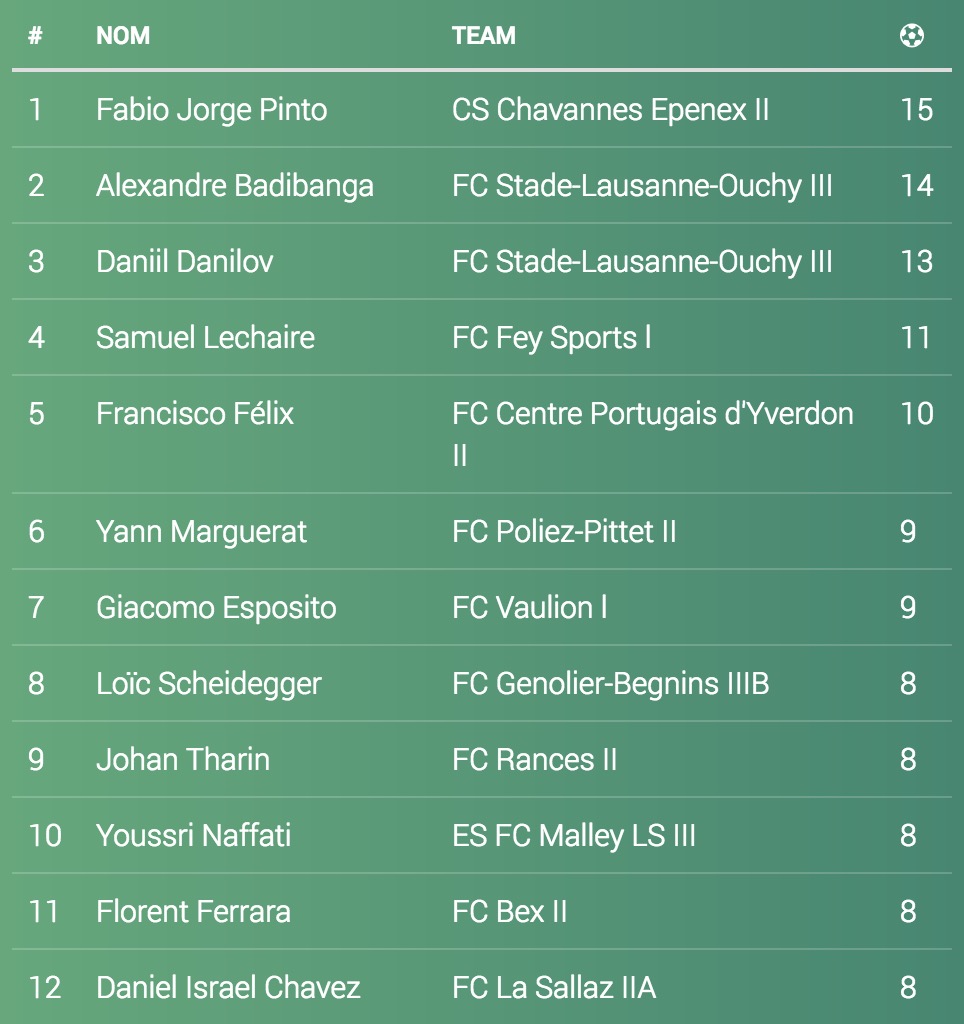 # NOM TEAM
1 Fabio Jorge Pinto CS Chavannes Epenex II 15
2 Alexandre Badibanga FC Stade-Lausanne-Ouchy III 14
3 Daniil Danilov FC Stade-Lausanne-Ouchy III 13
4 Samuel Lechaire FC Fey Sports l 11
5 Francisco Félix FC Centre Portugais d'Yverdon 10
II
6 Yann Marguerat FC Poliez-Pittet II 9
7 Giacomo Esposito FC Vaulion l 9
8 Loïc Scheidegger FC Genolier-Begnins IIIB 8
9 Johan Tharin FC Rances II 8
10 Youssri Naffati ES FC Malley LS III 8
11 Florent Ferrara FC Bex II 8
12 Daniel Israel Chavez FC La Sallaz IIA 8